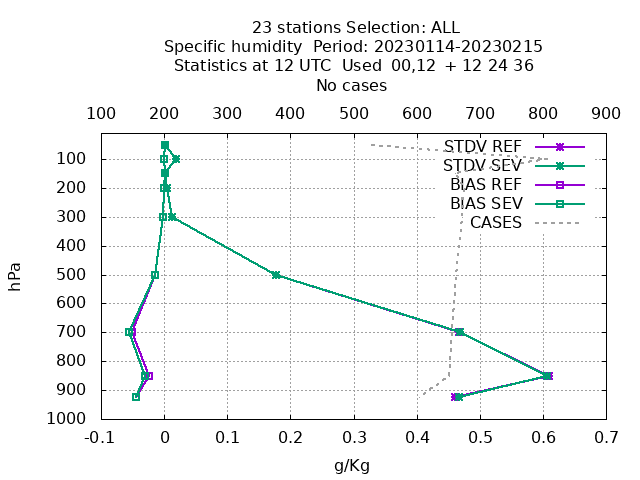 23 stations Selection: ALL
Specific humidity  Period: 20230114-20230215
Statistics at 12 UTC  Used  00,12  + 12 24 36
No cases
100 200 300 400 500 600 700 800 900
STDV REF
STDV SEV
BIAS REF
BIAS SEV
CASES
hPa
100
200
300
400
500
600
700
800
900
1000
-0.1 0 0.1 0.2 0.3 0.4 0.5 0.6 0.7
g/Kg